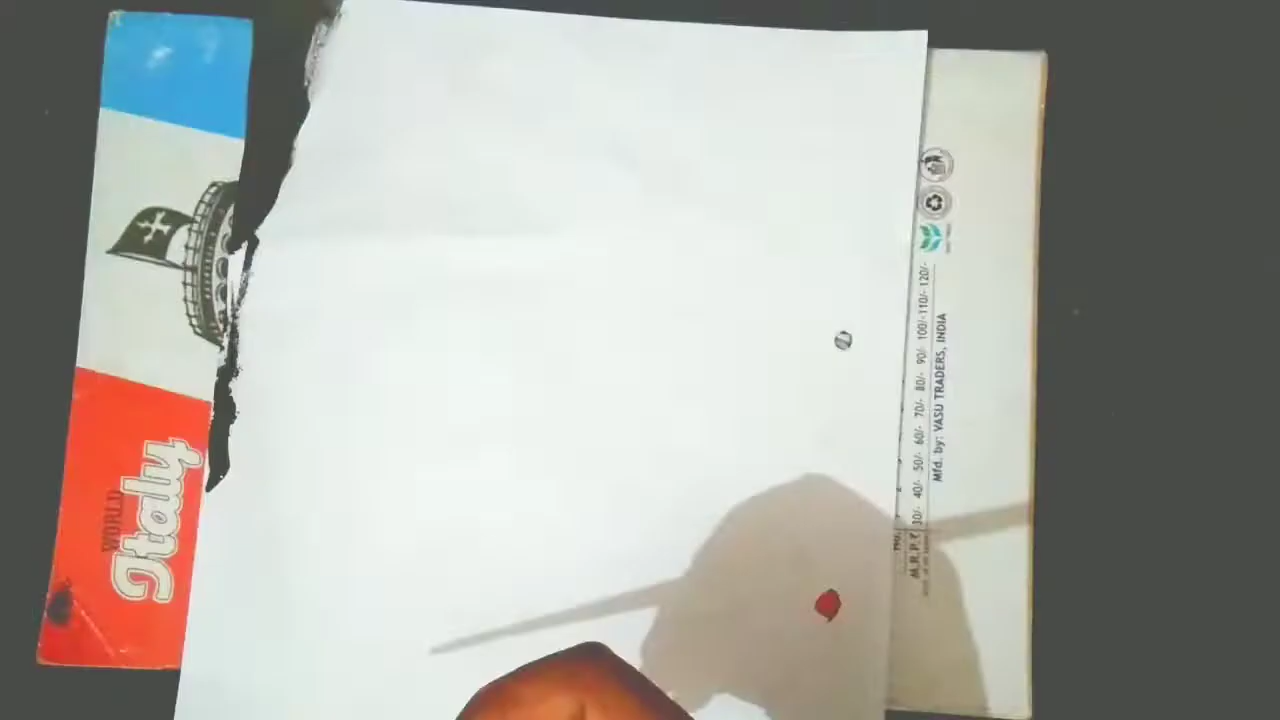 WORLD
Italy
M.R.P.₹ 30/- 40/- 50/- 60/- 70/- 80/- 90/- 100/-110/-120/-
Mfd. by: VASU TRADERS, INDIA